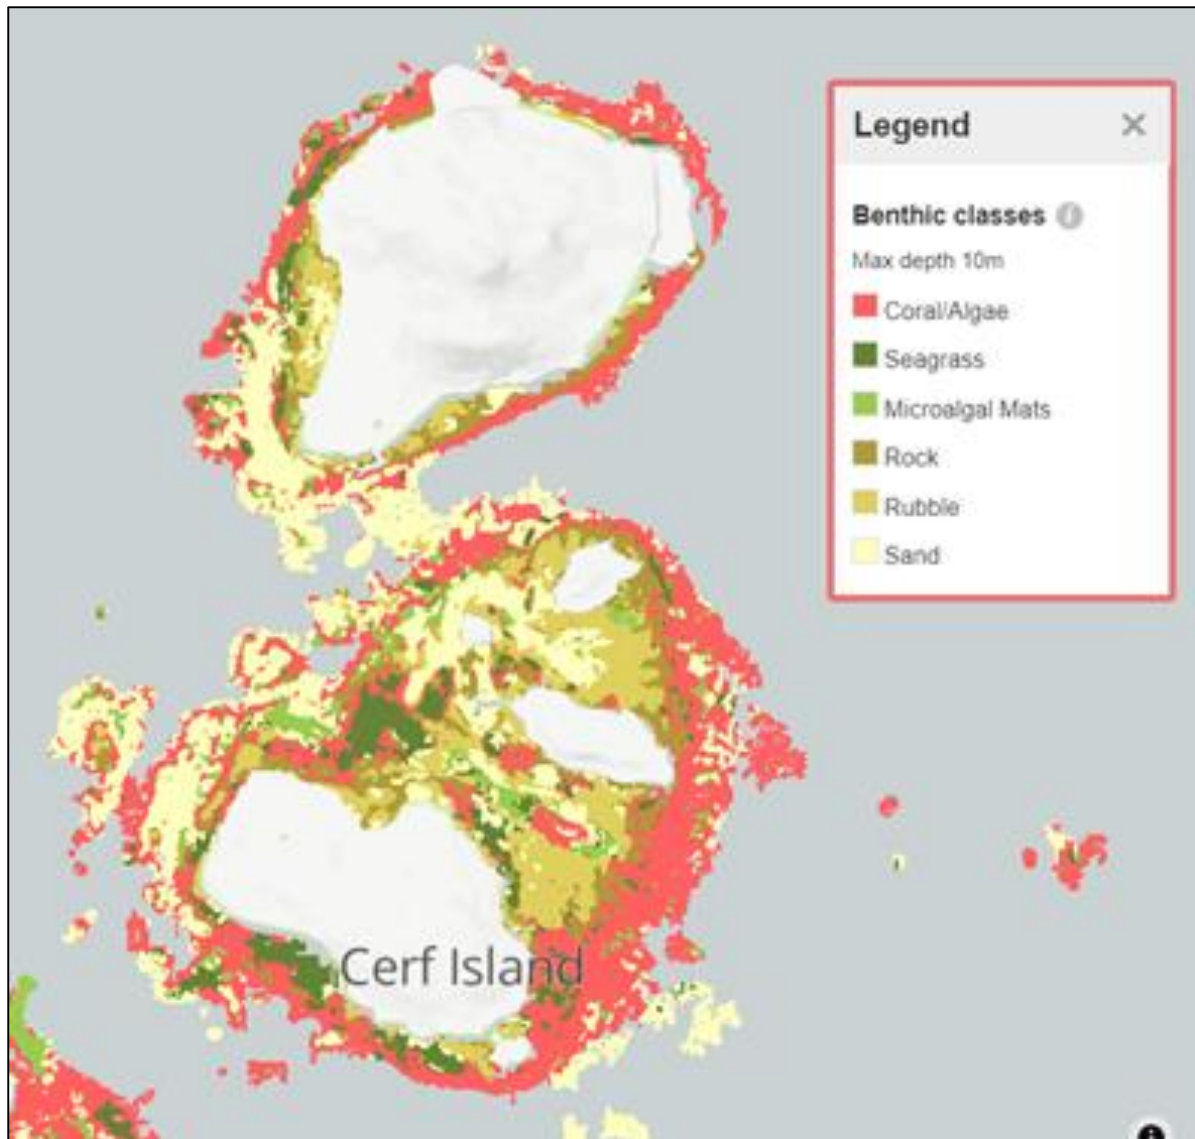 Legend ×
Benthic classes i
Max depth 10m
Coral/Algae
Seagrass
Microalgal Mats
Rock
Rubble
Sand
Cerf Island
i